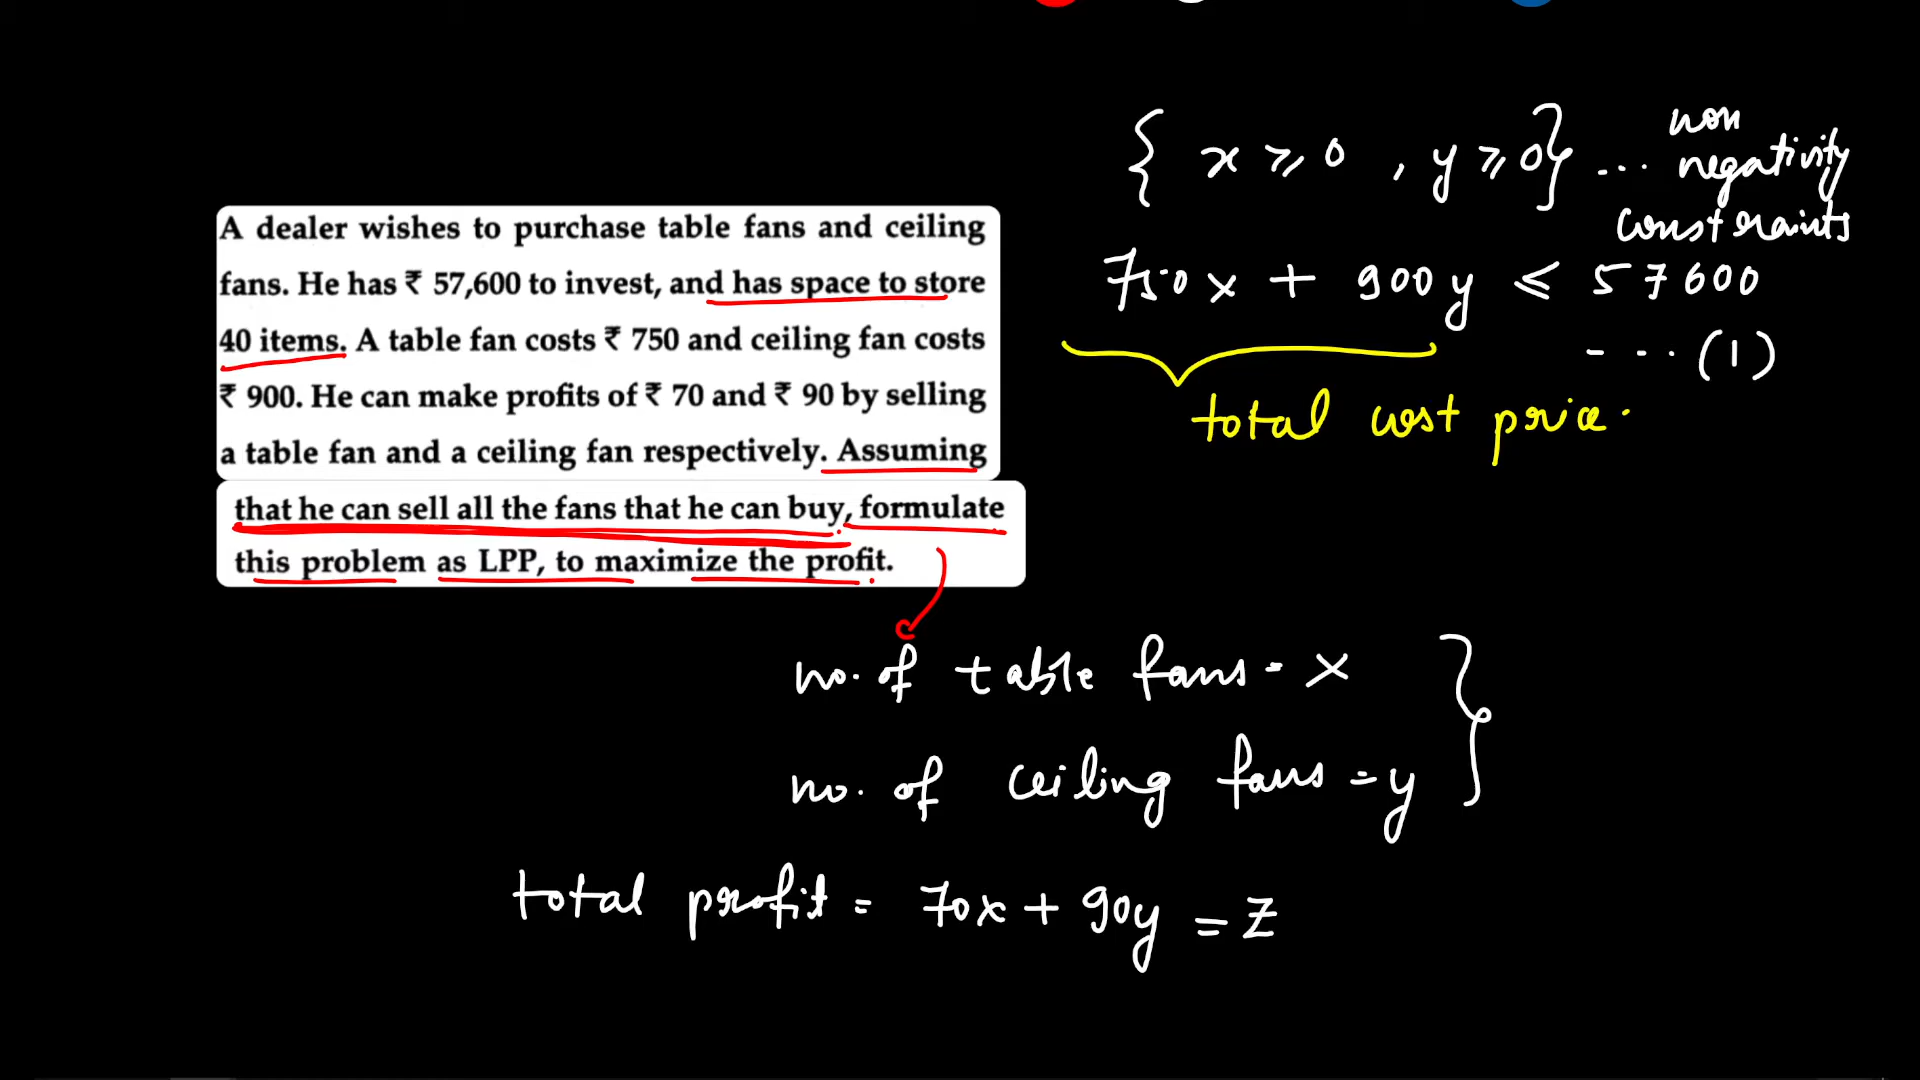 A dealer wishes to purchase table fans and ceiling
fans. He has ₹ 57,600 to invest, and has space to store
40 items. A table fan costs ₹ 750 and ceiling fan costs
₹ 900. He can make profits of ₹ 70 and ₹ 90 by selling
a table fan and a ceiling fan respectively. Assuming
that he can sell all the fans that he can buy, formulate
this problem as LPP, to maximize the profit.
{ x ≥ 0 , y ≥ 0 } ... non
negativity
constraints
750x + 900y ≤ 57600
- ... (1)
total cost price.
no. of table fans = x
no. of ceiling fans = y
total profit = 70x + 90y = Z